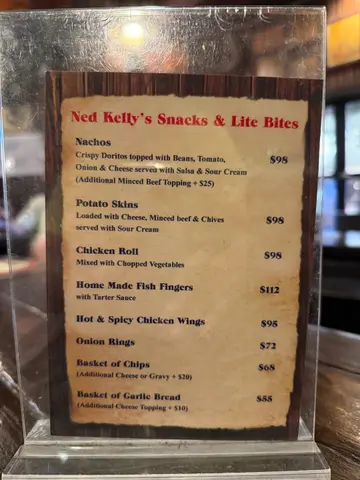 Ned Kelly's Snacks & Lite Bites
Nachos
Crispy Doritos topped with Beans, Tomato, $98
Onion & Cheese served with Salsa & Sour Cream
(Additional Minced Beef Topping + $25)
Potato Skins
Loaded with Cheese, Minced beef & Chives $98
served with Sour Cream
Chicken Roll $98
Mixed with Chopped Vegetables
Home Made Fish Fingers $112
with Tarter Sauce
Hot & Spicy Chicken Wings $95
Onion Rings $72
Basket of Chips $68
(Additional Cheese or Gravy + $20)
Basket of Garlic Bread $55
(Additional Cheese Topping + $10)